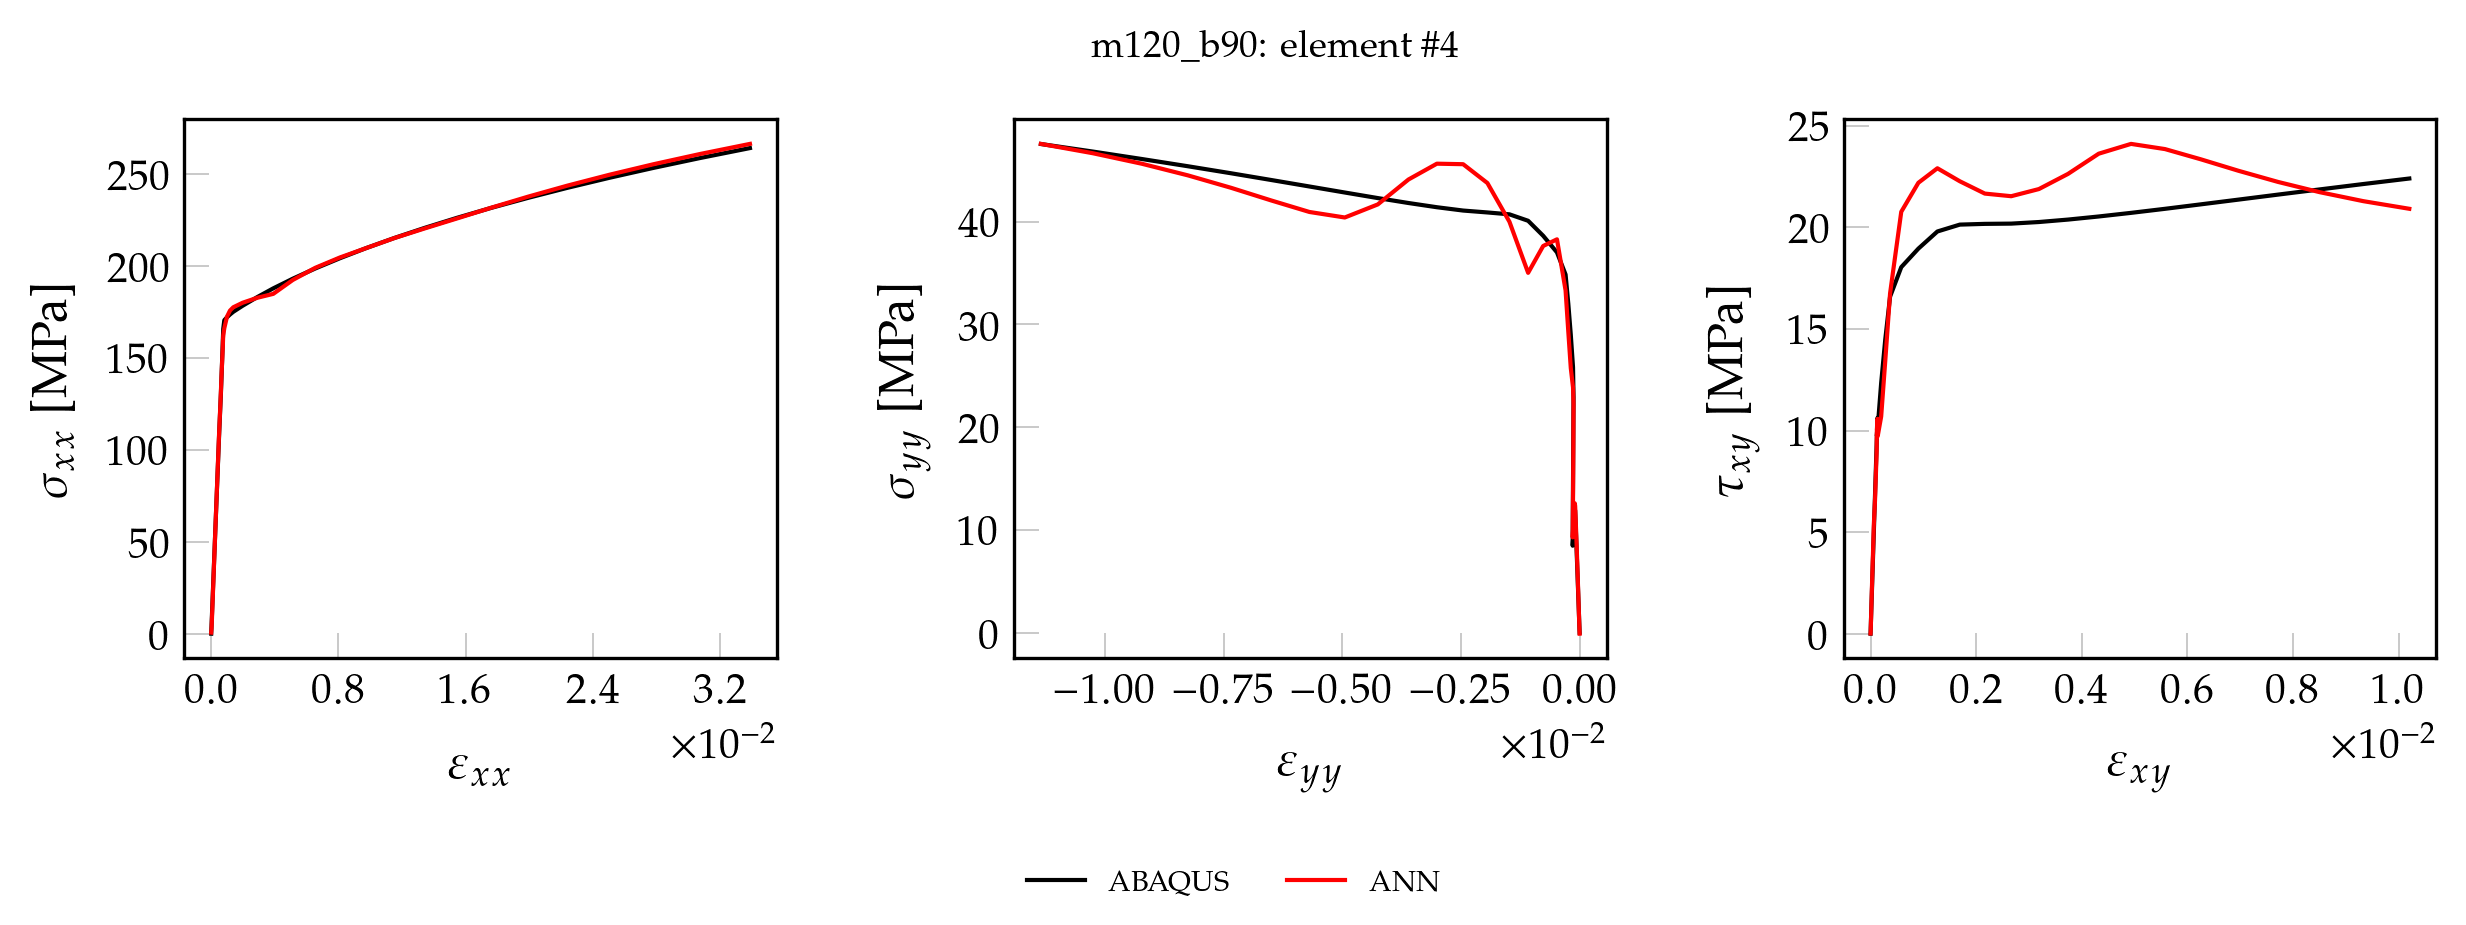 m120_b90: element #4
σxx [MPa]
250
200
150
100
50
0
0.0 0.8 1.6 2.4 3.2
×10−2
εxx
σyy [MPa]
40
30
20
10
0
−1.00 −0.75 −0.50 −0.25 0.00
×10−2
εyy
τxy [MPa]
25
20
15
10
5
0
0.0 0.2 0.4 0.6 0.8 1.0
×10−2
εxy
ABAQUS ANN